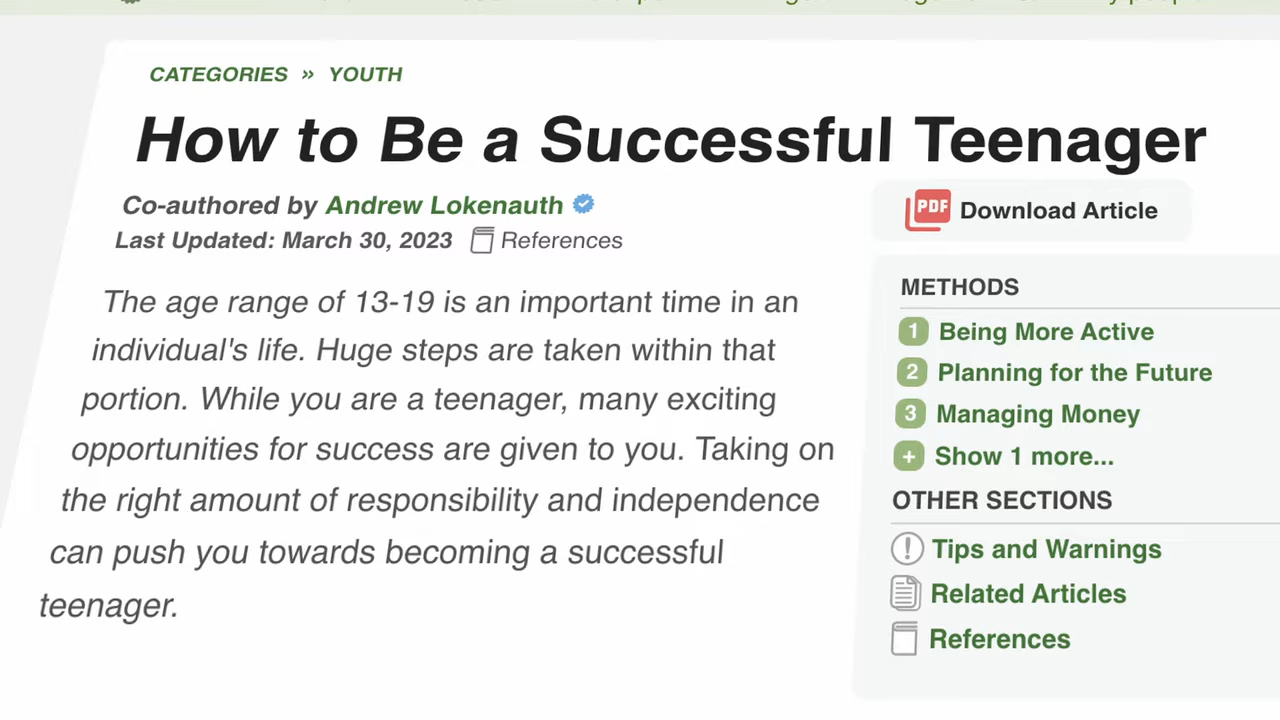 CATEGORIES » YOUTH
How to Be a Successful Teenager
Co-authored by Andrew Lokenauth
Last Updated: March 30, 2023 References
The age range of 13-19 is an important time in an
individual's life. Huge steps are taken within that
portion. While you are a teenager, many exciting
opportunities for success are given to you. Taking on
the right amount of responsibility and independence
can push you towards becoming a successful
teenager.
PDF Download Article
METHODS
1 Being More Active
2 Planning for the Future
3 Managing Money
+ Show 1 more...
OTHER SECTIONS
Tips and Warnings
Related Articles
References